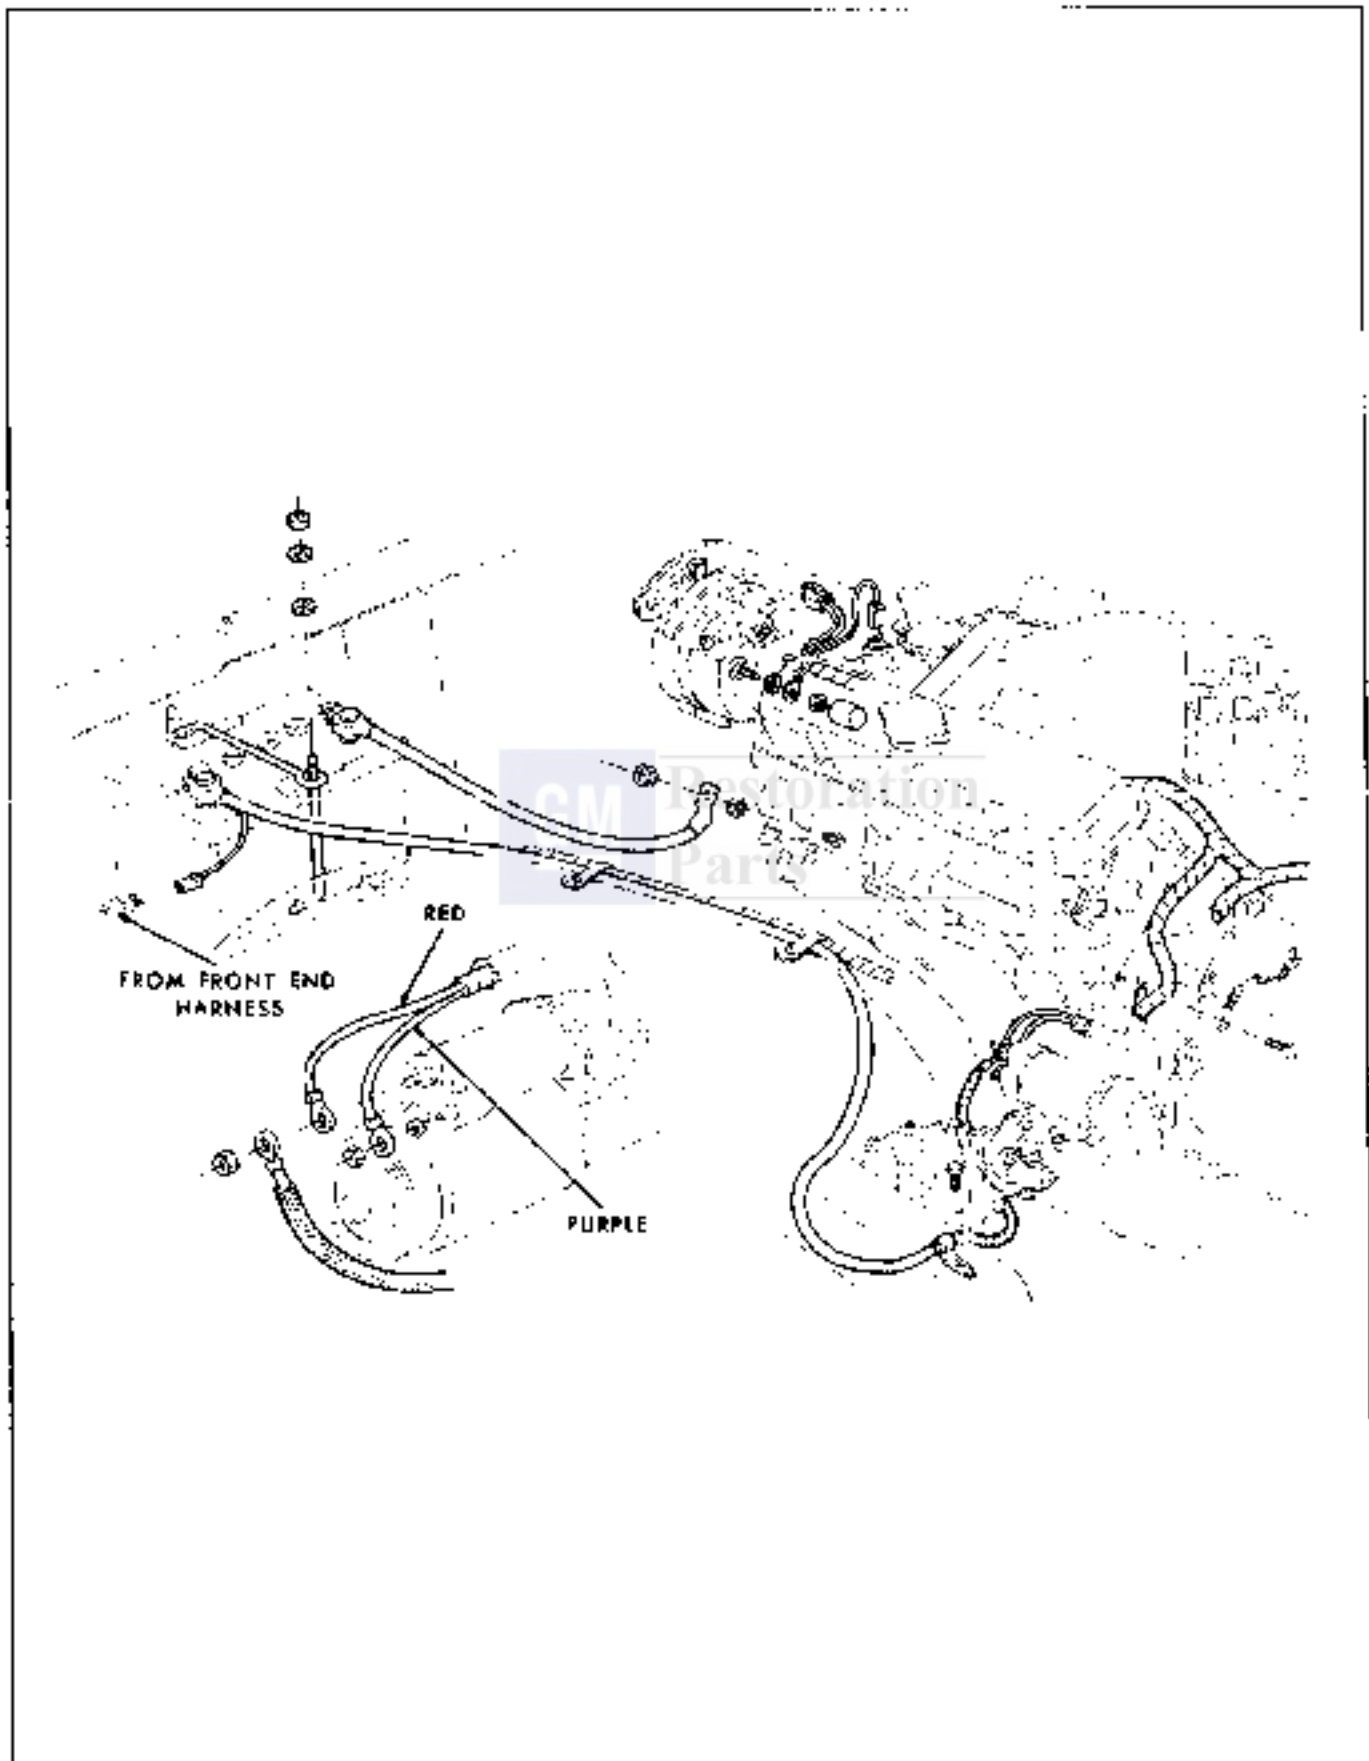 GM Restoration
Parts
RED
FROM FRONT END
HARNESS
PURPLE